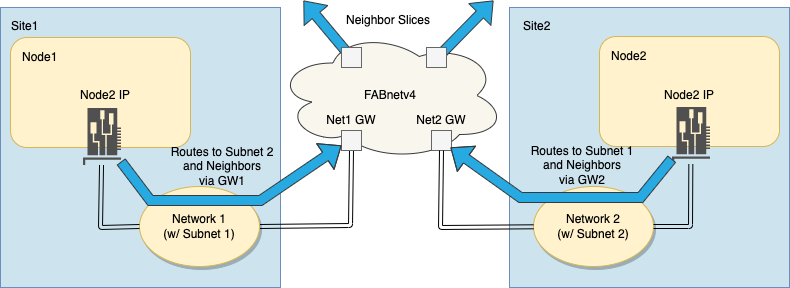 Site1
Node1
Node2 IP
Routes to Subnet 2
and Neighbors
via GW1
Network 1
(w/ Subnet 1)
Neighbor Slices
FABnetv4
Net1 GW
Net2 GW
Site2
Node2
Node2 IP
Routes to Subnet 1
and Neighbors
via GW2
Network 2
(w/ Subnet 2)